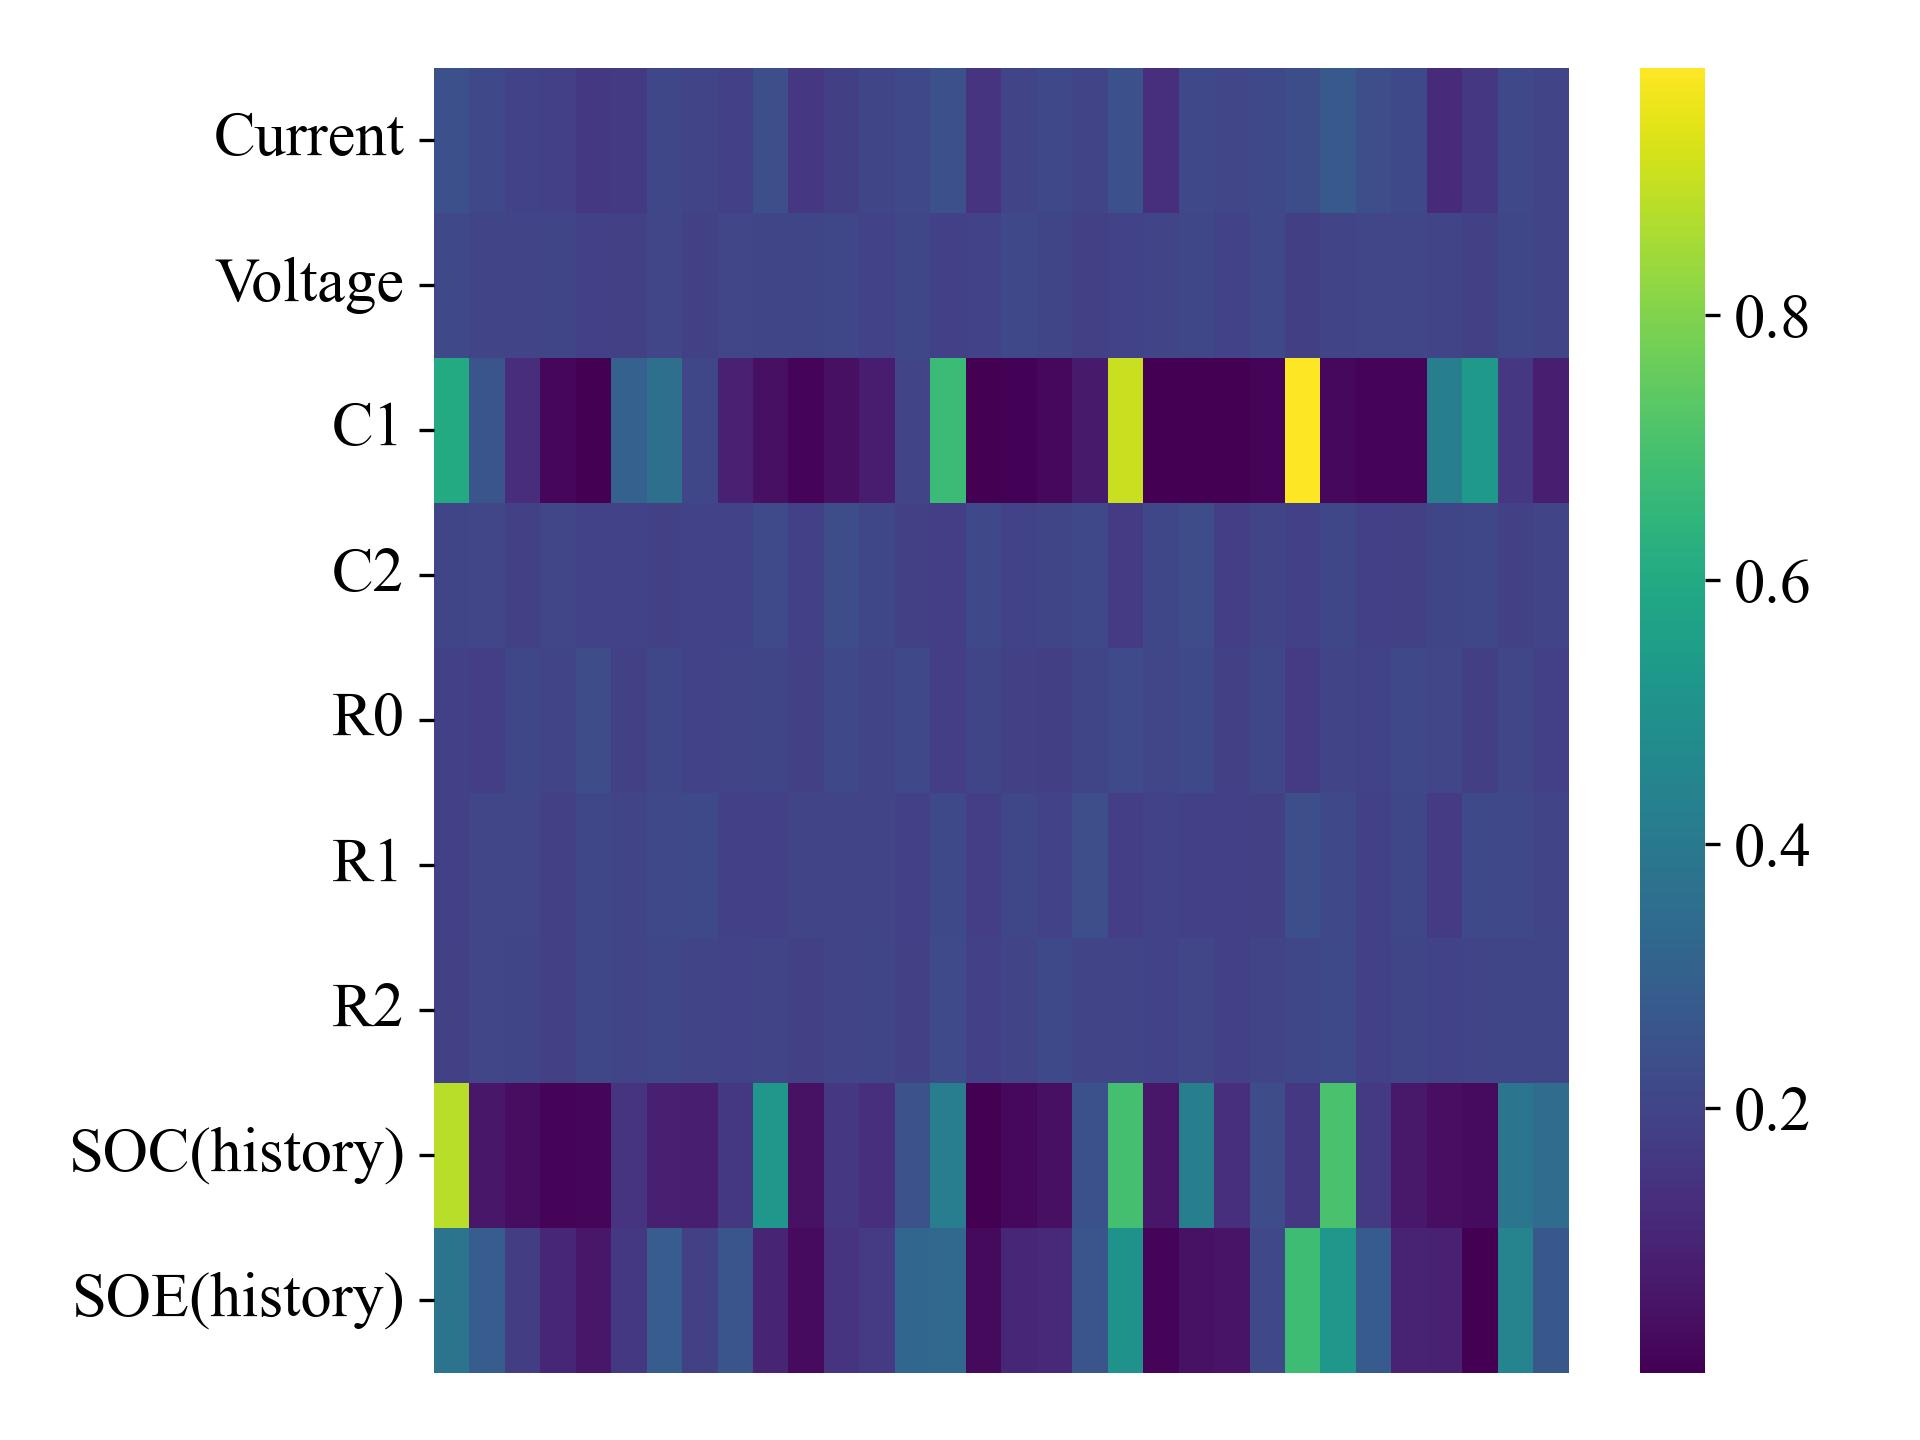 Current
Voltage
C1
C2
R0
R1
R2
SOC(history)
SOE(history)
0.8
0.6
0.4
0.2